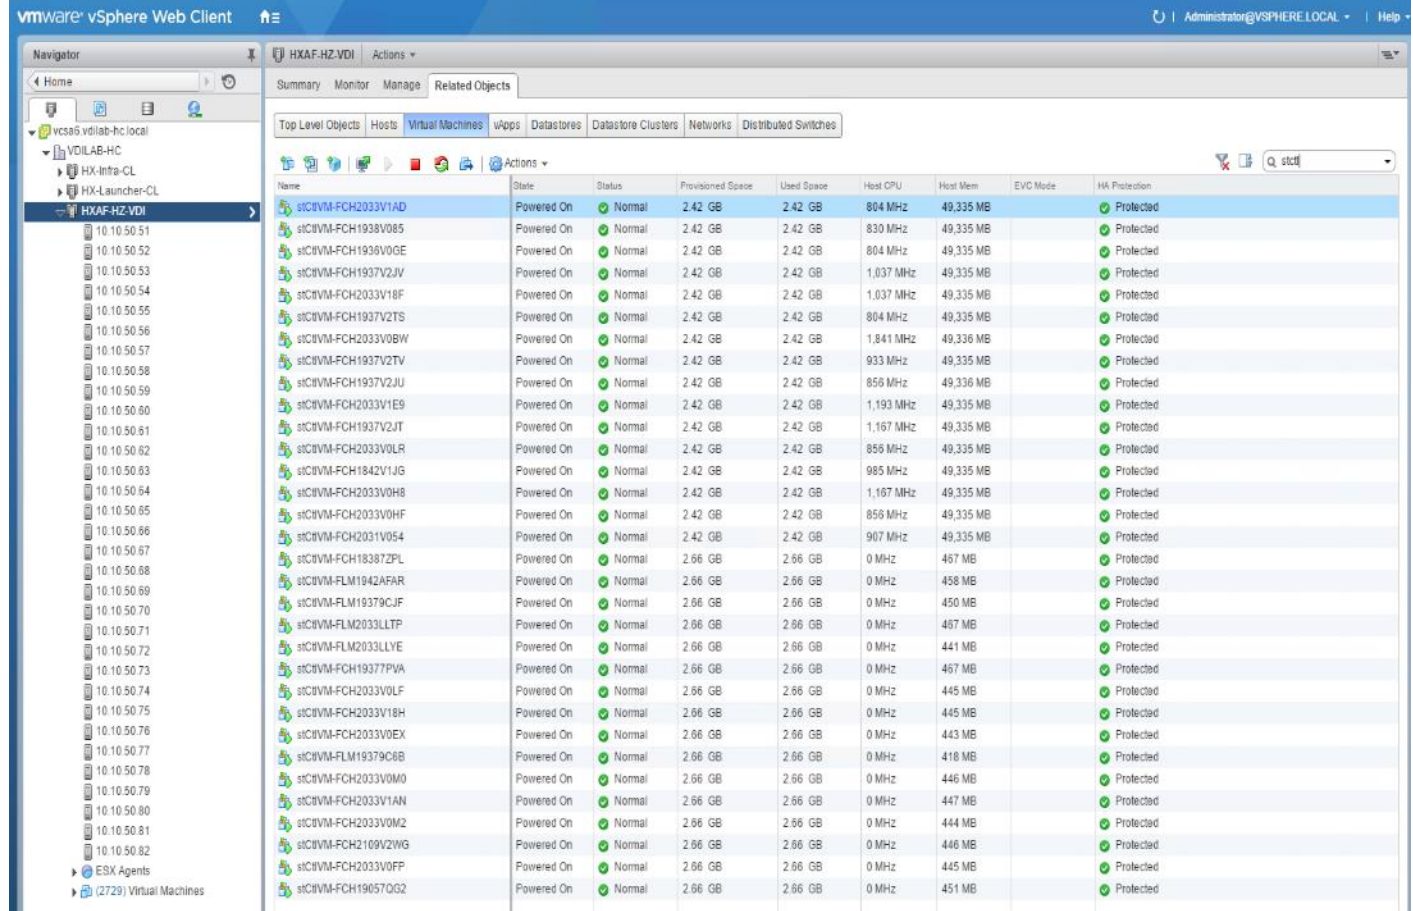 vmware® vSphere Web Client
Administrator@VSPHERE.LOCAL
Help
Navigator
Home
vcsa6.vdilab-hc.local
VDILAB-HC
HX-Infra-CL
HX-Launcher-CL
HXAF-HZ-VDI
10.10.50.51
10.10.50.52
10.10.50.53
10.10.50.54
10.10.50.55
10.10.50.56
10.10.50.57
10.10.50.58
10.10.50.59
10.10.50.60
10.10.50.61
10.10.50.62
10.10.50.63
10.10.50.64
10.10.50.65
10.10.50.66
10.10.50.67
10.10.50.68
10.10.50.69
10.10.50.70
10.10.50.71
10.10.50.72
10.10.50.73
10.10.50.74
10.10.50.75
10.10.50.76
10.10.50.77
10.10.50.78
10.10.50.79
10.10.50.80
10.10.50.81
10.10.50.82
ESX Agents
(2729) Virtual Machines
HXAF-HZ-VDI Actions
Summary Monitor Manage Related Objects
Top Level Objects Hosts Virtual Machines vApps Datastores Datastore Clusters Networks Distributed Switches
Actions stctl
Name State Status Provisioned Space Used Space Host CPU Host Mem EVC Mode HA Protection
stCtlVM-FCH2033V1AD Powered On Normal 2.42 GB 2.42 GB 804 MHz 49,335 MB Protected
stCtlVM-FCH1938V085 Powered On Normal 2.42 GB 2.42 GB 830 MHz 49,335 MB Protected
stCtlVM-FCH1936V0GE Powered On Normal 2.42 GB 2.42 GB 804 MHz 49,335 MB Protected
stCtlVM-FCH1937V2JV Powered On Normal 2.42 GB 2.42 GB 1,037 MHz 49,335 MB Protected
stCtlVM-FCH2033V18F Powered On Normal 2.42 GB 2.42 GB 1,037 MHz 49,335 MB Protected
stCtlVM-FCH1937V2TS Powered On Normal 2.42 GB 2.42 GB 804 MHz 49,335 MB Protected
stCtlVM-FCH2033V0BW Powered On Normal 2.42 GB 2.42 GB 1,841 MHz 49,336 MB Protected
stCtlVM-FCH1937V2TV Powered On Normal 2.42 GB 2.42 GB 933 MHz 49,335 MB Protected
stCtlVM-FCH1937V2JU Powered On Normal 2.42 GB 2.42 GB 856 MHz 49,336 MB Protected
stCtlVM-FCH2033V1E9 Powered On Normal 2.42 GB 2.42 GB 1,193 MHz 49,335 MB Protected
stCtlVM-FCH1937V2JT Powered On Normal 2.42 GB 2.42 GB 1,167 MHz 49,335 MB Protected
stCtlVM-FCH2033V0LR Powered On Normal 2.42 GB 2.42 GB 856 MHz 49,335 MB Protected
stCtlVM-FCH1842V1JG Powered On Normal 2.42 GB 2.42 GB 985 MHz 49,335 MB Protected
stCtlVM-FCH2033V0H8 Powered On Normal 2.42 GB 2.42 GB 1,167 MHz 49,335 MB Protected
stCtlVM-FCH2033V0HF Powered On Normal 2.42 GB 2.42 GB 856 MHz 49,335 MB Protected
stCtlVM-FCH2031V054 Powered On Normal 2.42 GB 2.42 GB 907 MHz 49,335 MB Protected
stCtlVM-FCH18387ZPL Powered On Normal 2.66 GB 2.66 GB 0 MHz 467 MB Protected
stCtlVM-FLM1942AFAR Powered On Normal 2.66 GB 2.66 GB 0 MHz 458 MB Protected
stCtlVM-FLM19379CJF Powered On Normal 2.66 GB 2.66 GB 0 MHz 450 MB Protected
stCtlVM-FLM2033LLTP Powered On Normal 2.66 GB 2.66 GB 0 MHz 467 MB Protected
stCtlVM-FLM2033LLYE Powered On Normal 2.66 GB 2.66 GB 0 MHz 441 MB Protected
stCtlVM-FCH19377PVA Powered On Normal 2.66 GB 2.66 GB 0 MHz 467 MB Protected
stCtlVM-FCH2033V0LF Powered On Normal 2.66 GB 2.66 GB 0 MHz 445 MB Protected
stCtlVM-FCH2033V18H Powered On Normal 2.66 GB 2.66 GB 0 MHz 445 MB Protected
stCtlVM-FCH2033V0EX Powered On Normal 2.66 GB 2.66 GB 0 MHz 443 MB Protected
stCtlVM-FLM19379C6B Powered On Normal 2.66 GB 2.66 GB 0 MHz 418 MB Protected
stCtlVM-FCH2033V0M0 Powered On Normal 2.66 GB 2.66 GB 0 MHz 446 MB Protected
stCtlVM-FCH2033V1AN Powered On Normal 2.66 GB 2.66 GB 0 MHz 447 MB Protected
stCtlVM-FCH2033V0M2 Powered On Normal 2.66 GB 2.66 GB 0 MHz 444 MB Protected
stCtlVM-FCH2109V2WG Powered On Normal 2.66 GB 2.66 GB 0 MHz 446 MB Protected
stCtlVM-FCH2033V0FP Powered On Normal 2.66 GB 2.66 GB 0 MHz 445 MB Protected
stCtlVM-FCH19057QG2 Powered On Normal 2.66 GB 2.66 GB 0 MHz 451 MB Protected